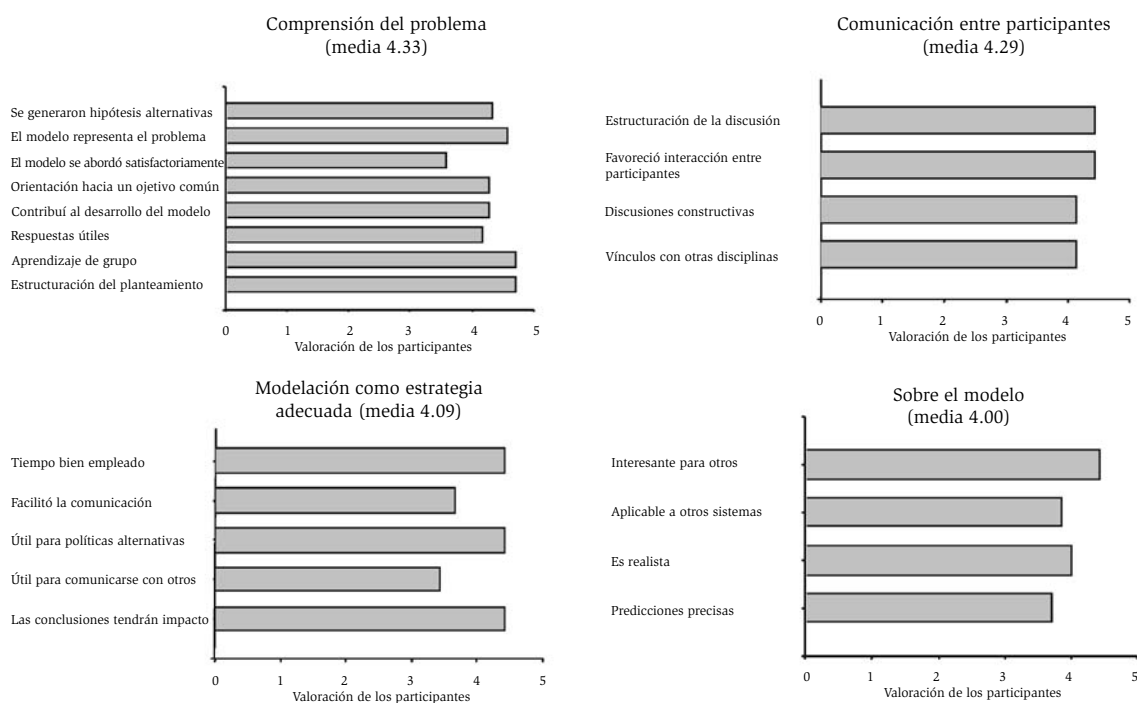 Comprensión del problema
(media 4.33)
Se generaron hipótesis alternativas
El modelo representa el problema
El modelo se abordó satisfactoriamente
Orientación hacia un ojetivo común
Contribuí al desarrollo del modelo
Respuestas útiles
Aprendizaje de grupo
Estructuración del planteamiento
0 1 2 3 4 5
Valoración de los participantes
Comunicación entre participantes
(media 4.29)
Estructuración de la discusión
Favoreció interacción entre
participantes
Discusiones constructivas
Vínculos con otras disciplinas
0 1 2 3 4 5
Valoración de los participantes
Modelación como estrategia
adecuada (media 4.09)
Tiempo bien empleado
Facilitó la comunicación
Útil para políticas alternativas
Útil para comunicarse con otros
Las conclusiones tendrán impacto
0 1 2 3 4 5
Valoración de los participantes
Sobre el modelo
(media 4.00)
Interesante para otros
Aplicable a otros sistemas
Es realista
Predicciones precisas
0 1 2 3 4 5
Valoración de los participantes